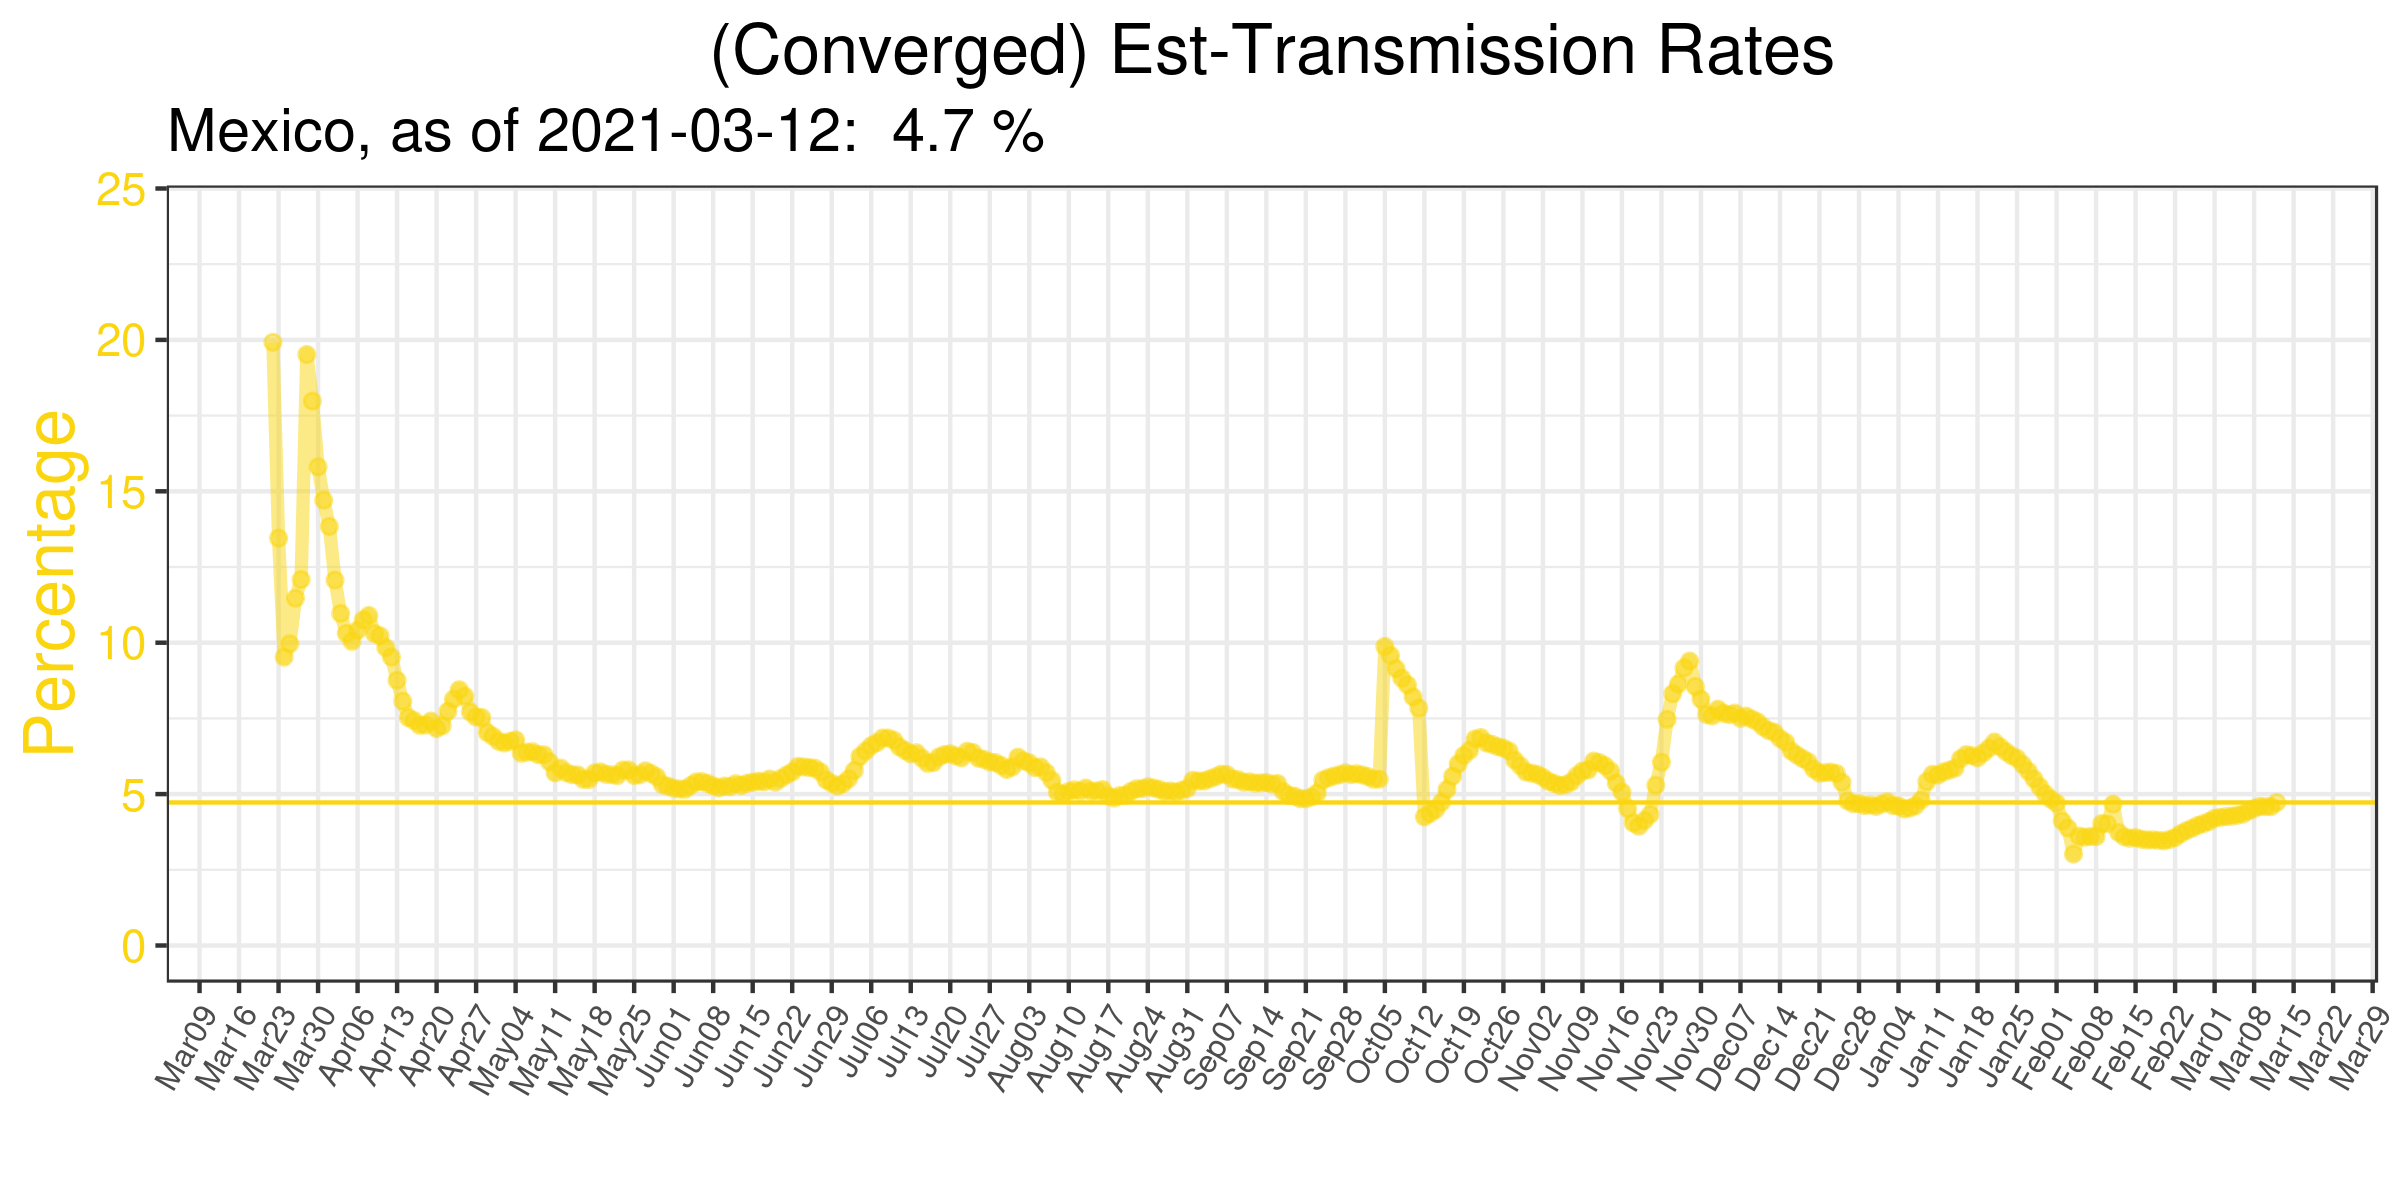 (Converged) Est-Transmission Rates
Mexico, as of 2021-03-12:  4.7 %
Percentage
25
20
15
10
5
0
Mar09
Mar16
Mar23
Mar30
Apr06
Apr13
Apr20
Apr27
May04
May11
May18
May25
Jun01
Jun08
Jun15
Jun22
Jun29
Jul06
Jul13
Jul20
Jul27
Aug03
Aug10
Aug17
Aug24
Aug31
Sep07
Sep14
Sep21
Sep28
Oct05
Oct12
Oct19
Oct26
Nov02
Nov09
Nov16
Nov23
Nov30
Dec07
Dec14
Dec21
Dec28
Jan04
Jan11
Jan18
Jan25
Feb01
Feb08
Feb15
Feb22
Mar01
Mar08
Mar15
Mar22
Mar29